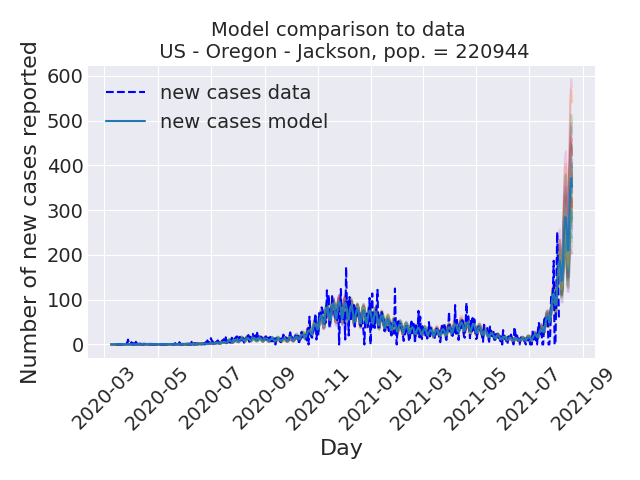 Model comparison to data
US - Oregon - Jackson, pop. = 220944
Number of new cases reported
600
500
400
300
200
100
0
new cases data
new cases model
2020-03
2020-05
2020-07
2020-09
2020-11
2021-01
2021-03
2021-05
2021-07
2021-09
Day